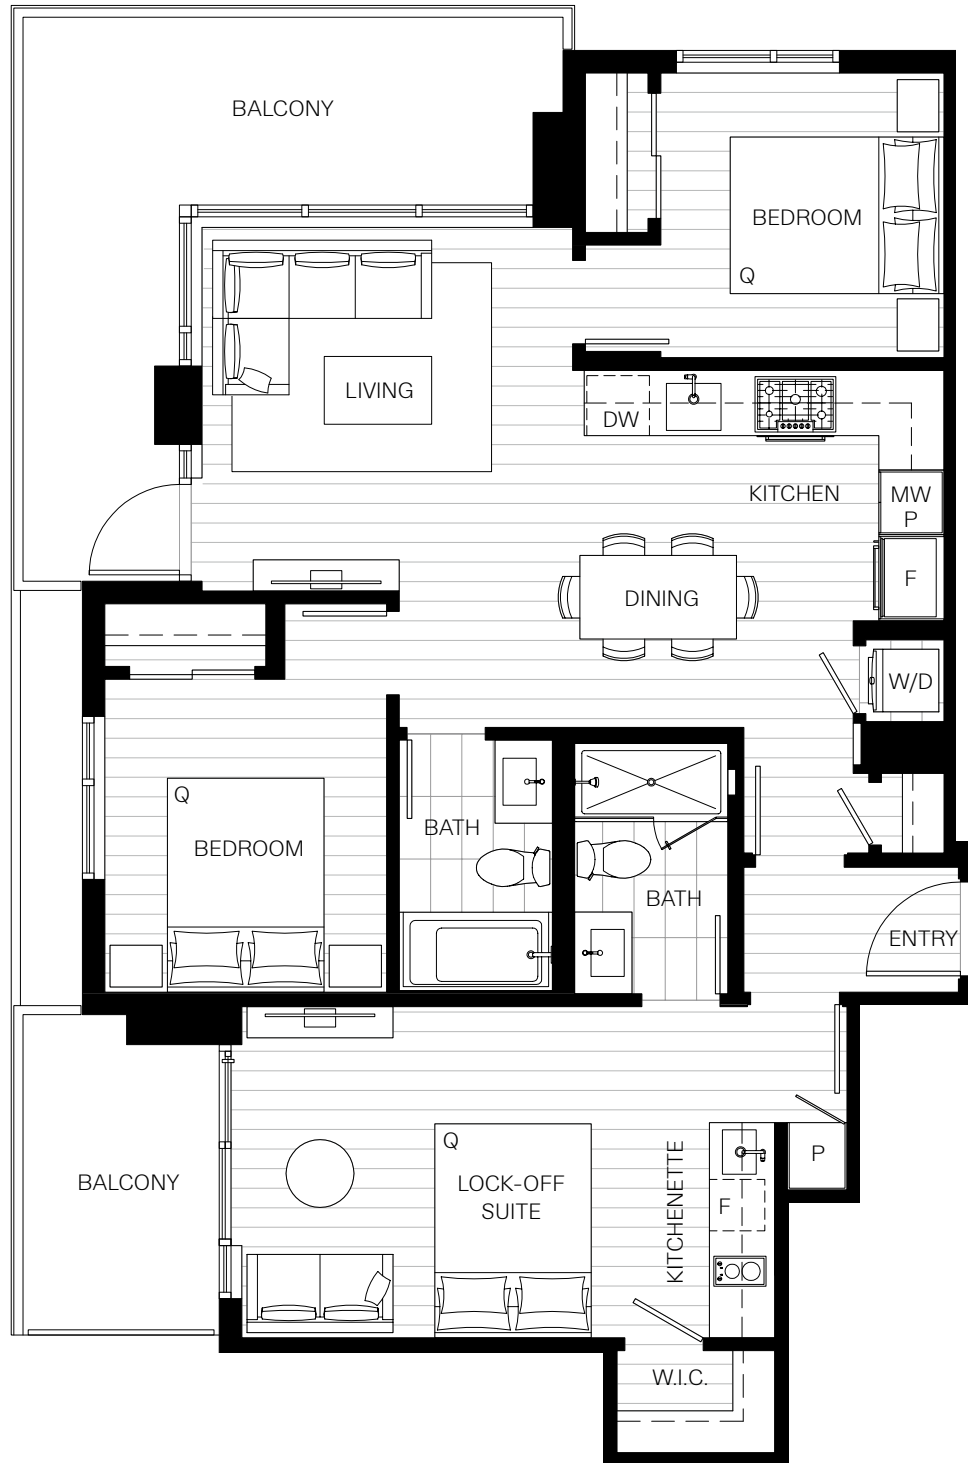 BALCONY
BEDROOM
Q
LIVING
DW
KITCHEN
MW
P
F
DINING
W/D
Q
BEDROOM
BATH
BATH
ENTRY
Q
LOCK-OFF
SUITE
KITCHENETTE
P
F
BALCONY
W.I.C.